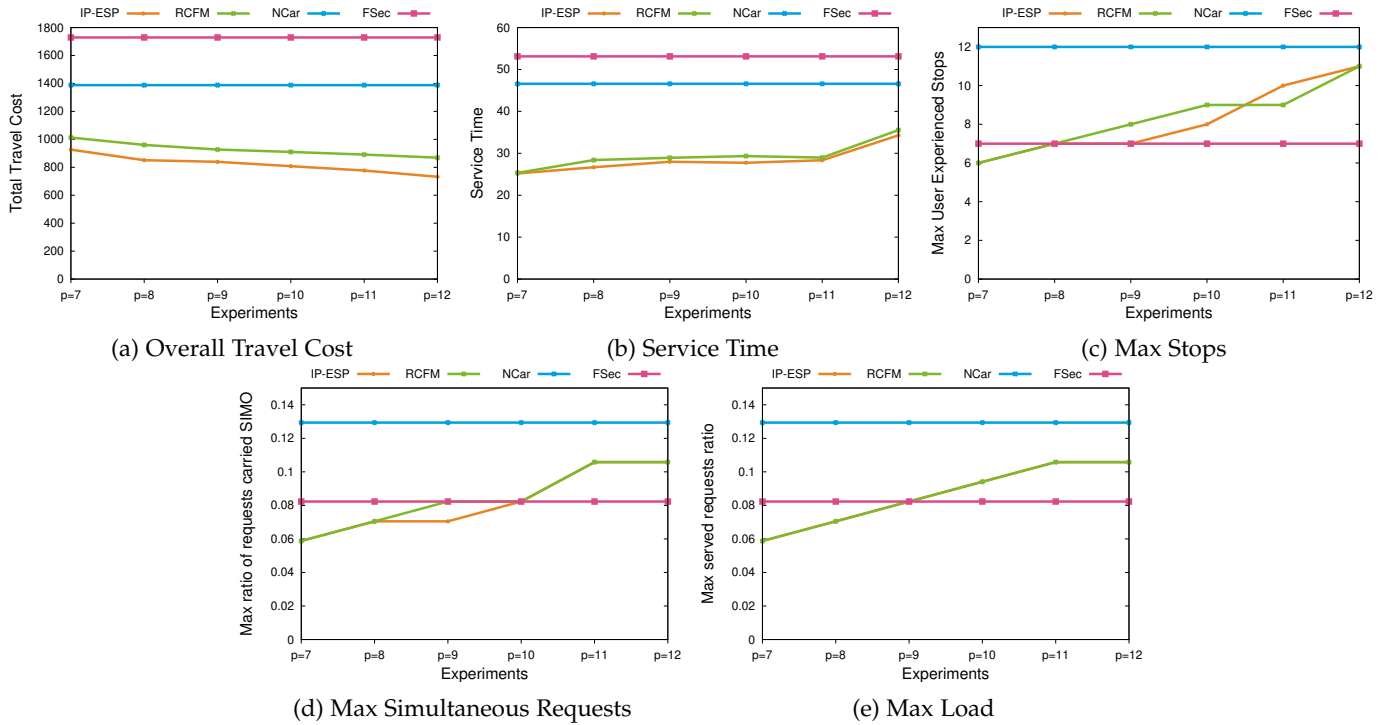 IP-ESP RCFM NCar FSec
Total Travel Cost
1800
1600
1400
1200
1000
800
600
400
200
0
p=7 p=8 p=9 p=10 p=11 p=12
Experiments
(a) Overall Travel Cost
IP-ESP RCFM NCar FSec
Service Time
60
50
40
30
20
10
0
p=7 p=8 p=9 p=10 p=11 p=12
Experiments
(b) Service Time
IP-ESP RCFM NCar FSec
Max User Experienced Stops
12
10
8
6
4
2
0
p=7 p=8 p=9 p=10 p=11 p=12
Experiments
(c) Max Stops
IP-ESP RCFM NCar FSec
Max ratio of requests carried SIMO
0.14
0.12
0.1
0.08
0.06
0.04
0.02
0
p=7 p=8 p=9 p=10 p=11 p=12
Experiments
(d) Max Simultaneous Requests
IP-ESP RCFM NCar FSec
Max served requests ratio
0.14
0.12
0.1
0.08
0.06
0.04
0.02
0
p=7 p=8 p=9 p=10 p=11 p=12
Experiments
(e) Max Load